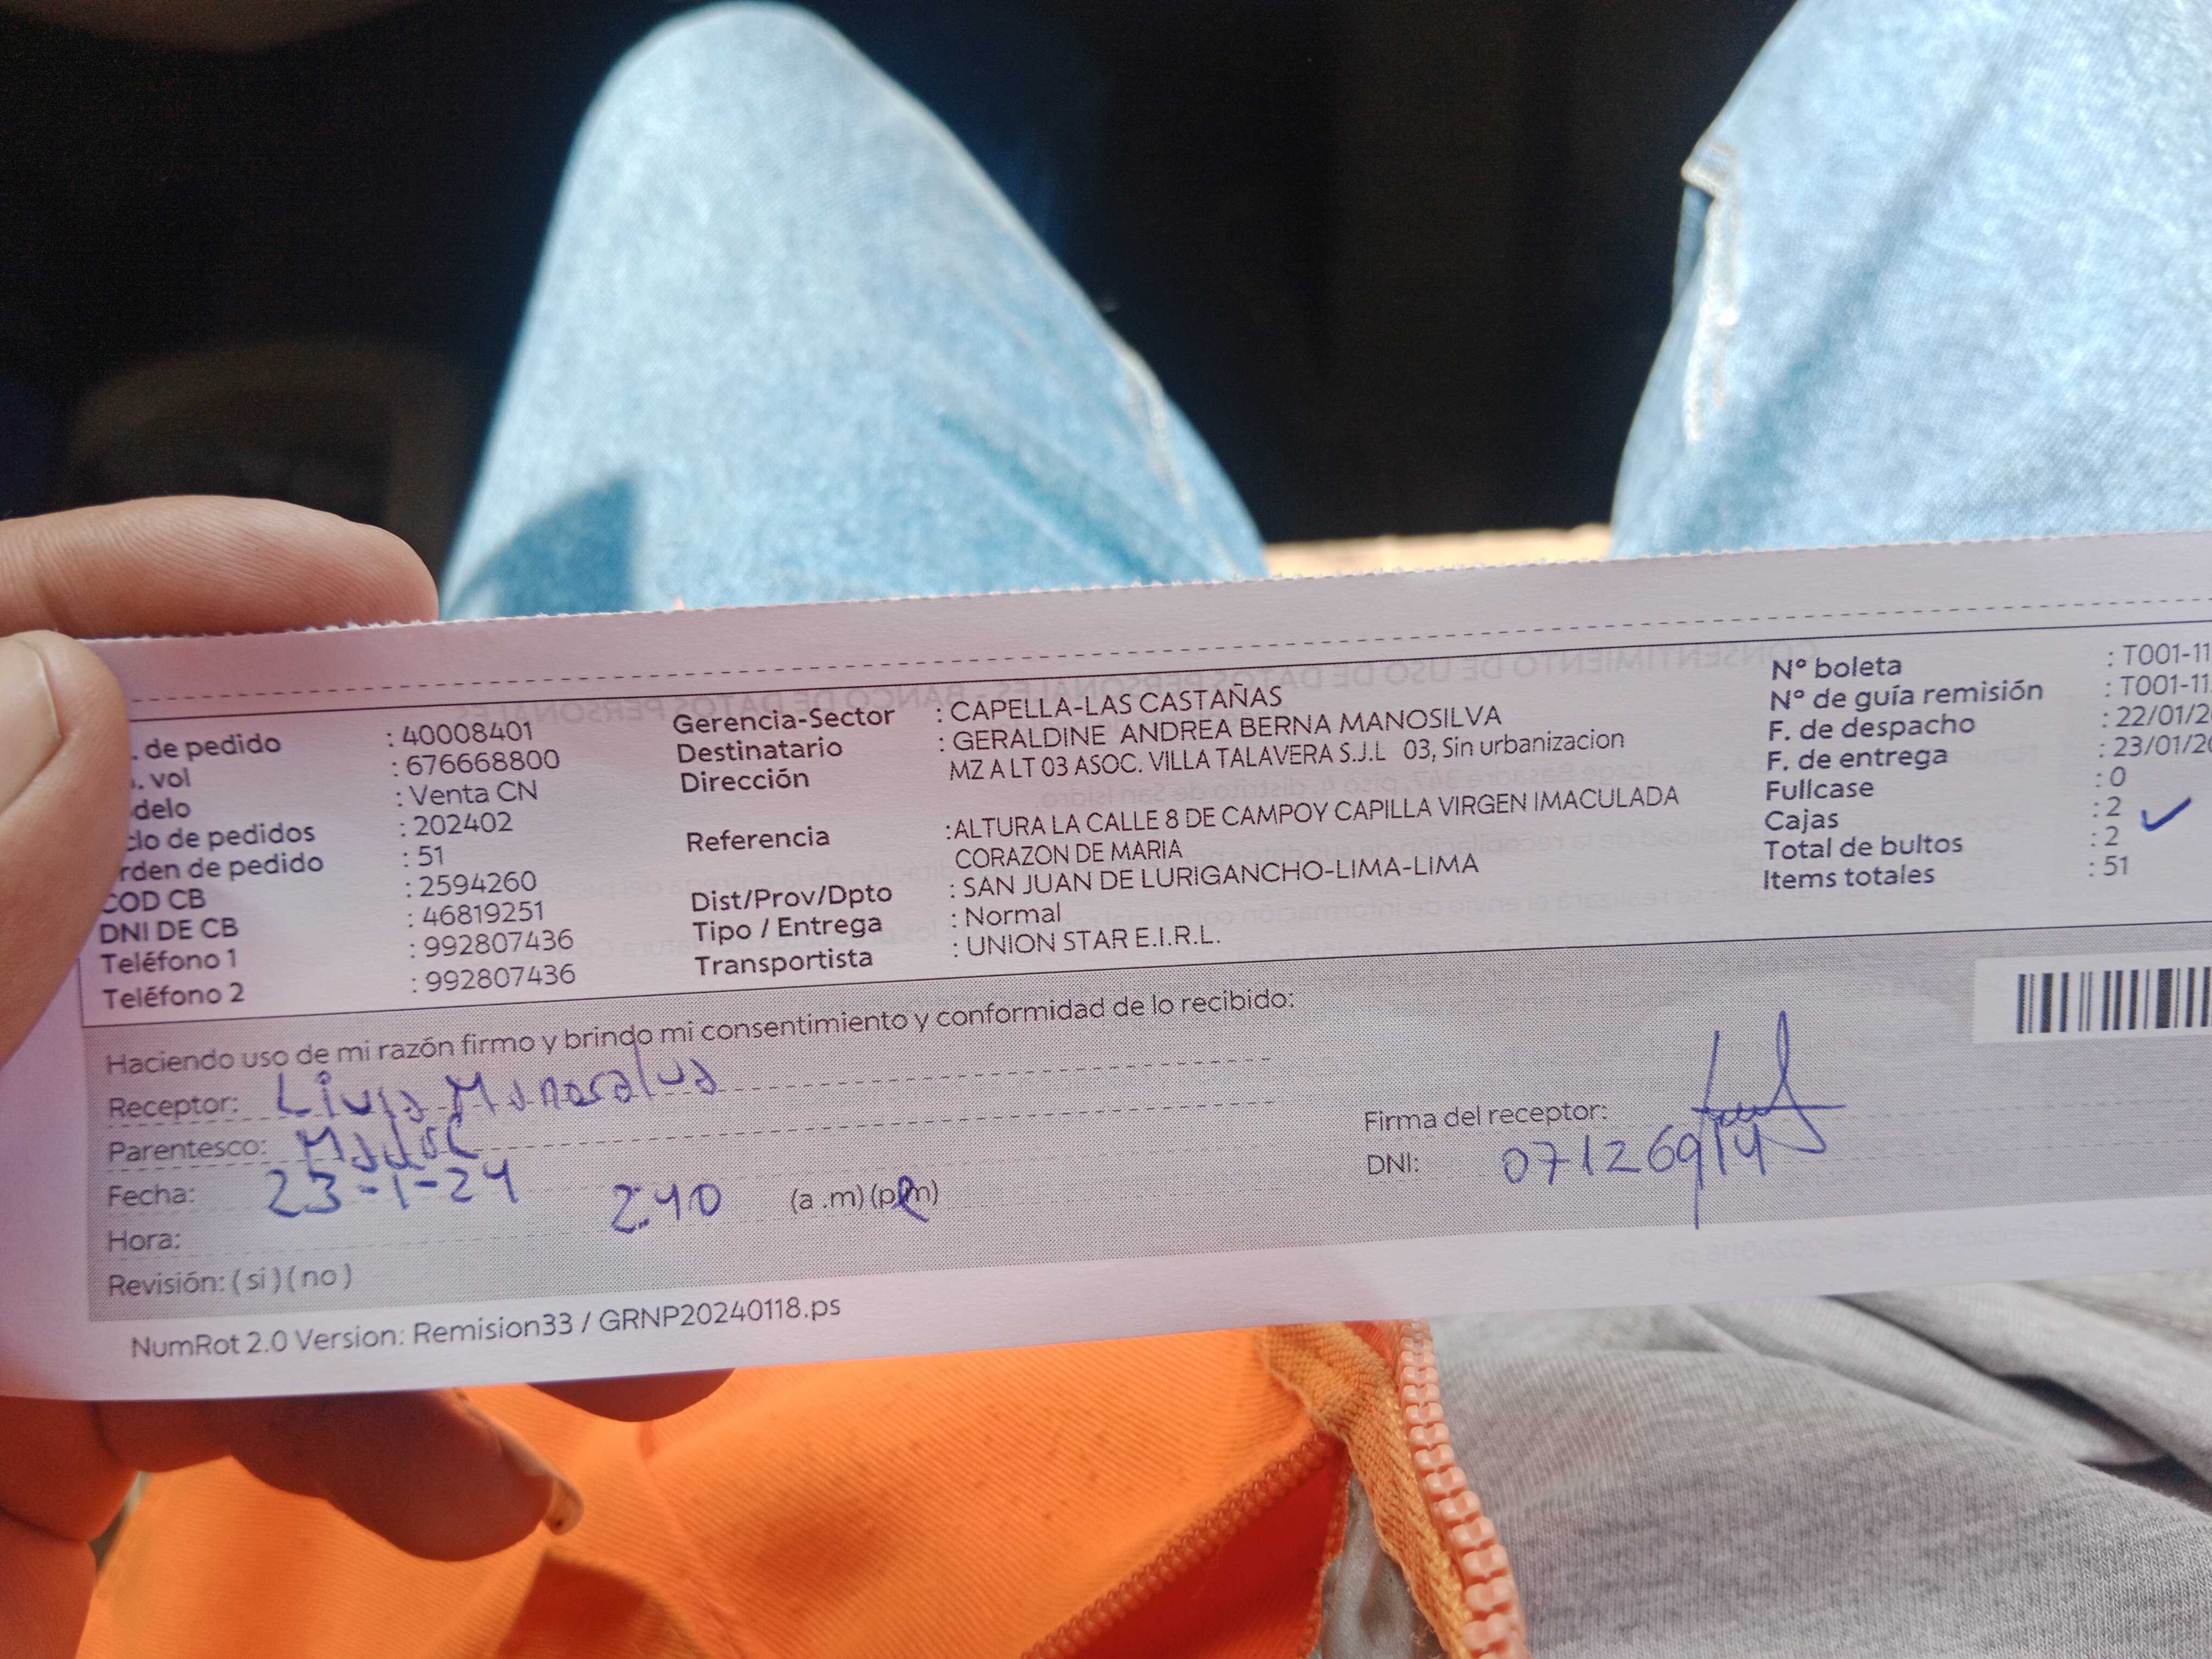 . de pedido : 40008401
. vol : 676668800
delo : Venta CN
clo de pedidos : 202402
rden de pedido : 51
COD CB : 2594260
DNI DE CB : 46819251
Teléfono 1 : 992807436
Teléfono 2 : 992807436
Gerencia-Sector : CAPELLA-LAS CASTAÑAS
Destinatario : GERALDINE ANDREA BERNA MANOSILVA
Dirección MZ A LT 03 ASOC. VILLA TALAVERA S.J.L 03, Sin urbanizacion
Referencia :ALTURA LA CALLE 8 DE CAMPOY CAPILLA VIRGEN IMACULADA
CORAZON DE MARIA
Dist/Prov/Dpto : SAN JUAN DE LURIGANCHO-LIMA-LIMA
Tipo / Entrega : Normal
Transportista : UNION STAR E.I.R.L.
Nº boleta : T001-11
Nº de guía remisión : T001-11
F. de despacho : 22/01/2
F. de entrega : 23/01/20
Fullcase : 0
Cajas : 2
Total de bultos : 2
Items totales : 51
Haciendo uso de mi razón firmo y brindo mi consentimiento y conformidad de lo recibido:
Receptor: Livia Manosalva
Parentesco: Madre
Fecha: 23-1-24
Hora: 2:40 (a .m) (p.m)
Revisión: ( si ) ( no )
Firma del receptor:
DNI: 07126914
NumRot 2.0 Version: Remision33 / GRNP20240118.ps